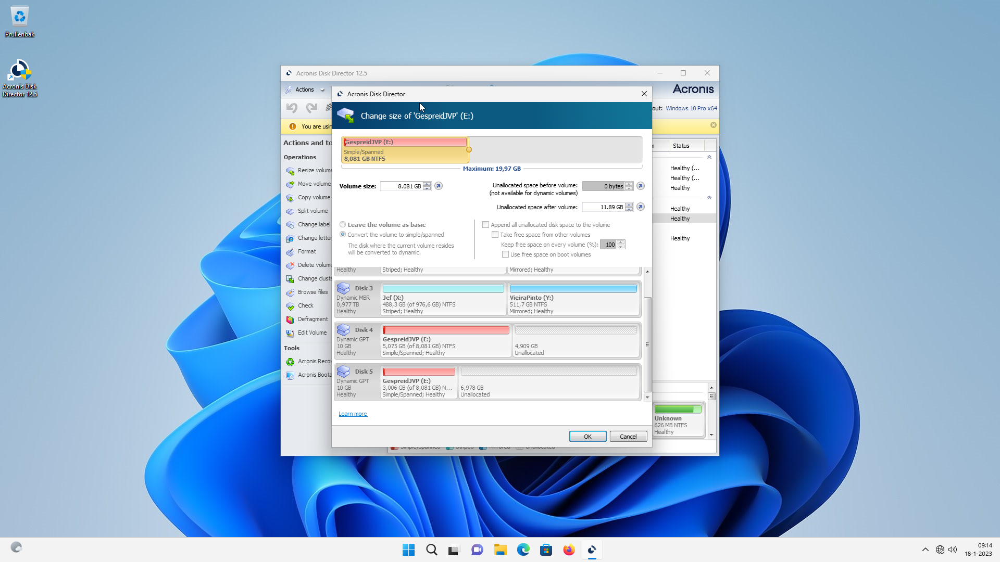 Prullenbak
Acronis Disk
Director 12.5
Acronis Disk Director 12.5
Actions
Acronis
out: Windows 10 Pro x64
You are usin
Actions and to
Operations
Resize volume
Move volume
Copy volume
Split volume
Change label
Change letter
Format
Delete volume
Change cluste
Browse files
Check
Defragment
Edit Volume
Tools
Acronis Reco
Acronis Boota
Status
Healthy (...
Healthy (...
Healthy
Healthy
Healthy
Healthy
Unknown
626 MB NTFS
Healthy
Acronis Disk Director
Change size of 'GespreidJVP' (E:)
GespreidJVP (E:)
Simple/Spanned
8,081 GB NTFS
Maximum: 19,97 GB
Volume size: 8.081 GB
Unallocated space before volume: 0 bytes
(not available for dynamic volumes)
Unallocated space after volume: 11.89 GB
Leave the volume as basic
Convert the volume to simple/spanned
The disk where the current volume resides
will be converted to dynamic.
Append all unallocated disk space to the volume
Take free space from other volumes
Keep free space on every volume (%): 100
Use free space on boot volumes
Healthy Striped; Healthy Mirrored; Healthy
Disk 3
Dynamic MBR
0,977 TB
Healthy
Jef (X:)
488,3 GB (of 976,6 GB) NTFS
Striped; Healthy
VieiraPinto (Y:)
511,7 GB NTFS
Mirrored; Healthy
Disk 4
Dynamic GPT
10 GB
Healthy
GespreidJVP (E:)
5,075 GB (of 8,081 GB) NTFS
Simple/Spanned; Healthy
4,909 GB
Unallocated
Disk 5
Dynamic GPT
10 GB
Healthy
GespreidJVP (E:)
3,006 GB (of 8,081 GB) N...
Simple/Spanned; Healthy
6,978 GB
Unallocated
Learn more
OK
Cancel
Simple/Spanned Striped Mirrored Unallocated
09:14
18-1-2023